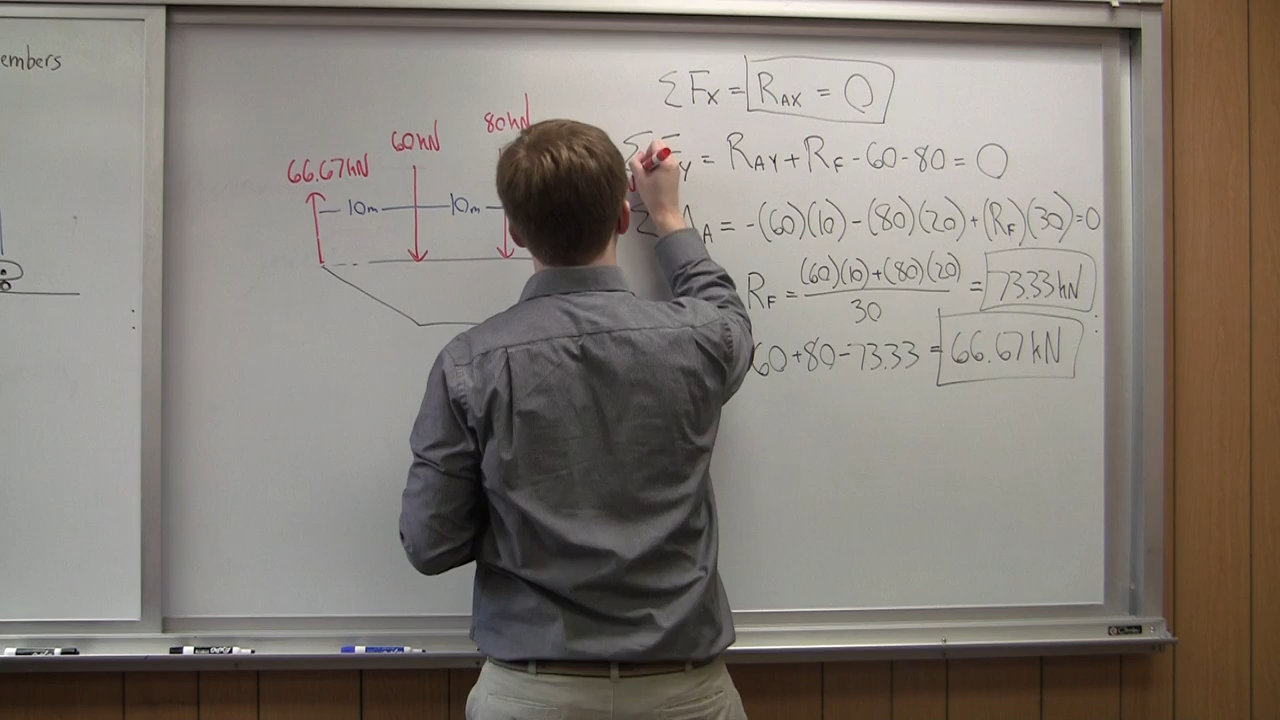 embers
ΣFx = RAX = 0
80kN
60kN
66.67kN
= RAY + RF - 60 - 80 = 0
10m
10m
A = -(60)(10) - (80)(20) + (RF)(30) = 0
RF = (60)(10) + (80)(20) = 73.33kN
30
60 + 80 - 73.33 = 66.67kN